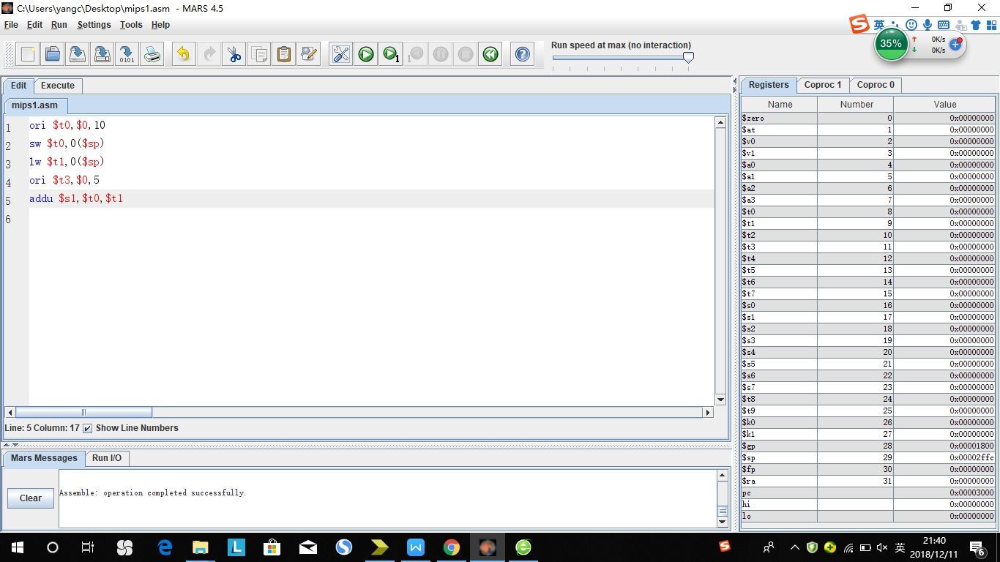 C:\Users\yangc\Desktop\mips1.asm - MARS 4.5
File Edit Run Settings Tools Help
英
35%
0K/s
0K/s
0101
1
1
Run speed at max (no interaction)
Edit Execute
mips1.asm
1 ori $t0,$0,10
2 sw $t0,0($sp)
3 lw $t1,0($sp)
4 ori $t3,$0,5
5 addu $s1,$t0,$t1
6
Line: 5 Column: 17 Show Line Numbers
Mars Messages Run I/O
Clear
Assemble: operation completed successfully.
Registers Coproc 1 Coproc 0
Name Number Value
$zero 0 0x00000000
$at 1 0x00000000
$v0 2 0x00000000
$v1 3 0x00000000
$a0 4 0x00000000
$a1 5 0x00000000
$a2 6 0x00000000
$a3 7 0x00000000
$t0 8 0x00000000
$t1 9 0x00000000
$t2 10 0x00000000
$t3 11 0x00000000
$t4 12 0x00000000
$t5 13 0x00000000
$t6 14 0x00000000
$t7 15 0x00000000
$s0 16 0x00000000
$s1 17 0x00000000
$s2 18 0x00000000
$s3 19 0x00000000
$s4 20 0x00000000
$s5 21 0x00000000
$s6 22 0x00000000
$s7 23 0x00000000
$t8 24 0x00000000
$t9 25 0x00000000
$k0 26 0x00000000
$k1 27 0x00000000
$gp 28 0x00001800
$sp 29 0x00002ffc
$fp 30 0x00000000
$ra 31 0x00000000
pc 0x00003000
hi 0x00000000
lo 0x00000000
英
21:40
2018/12/11
6